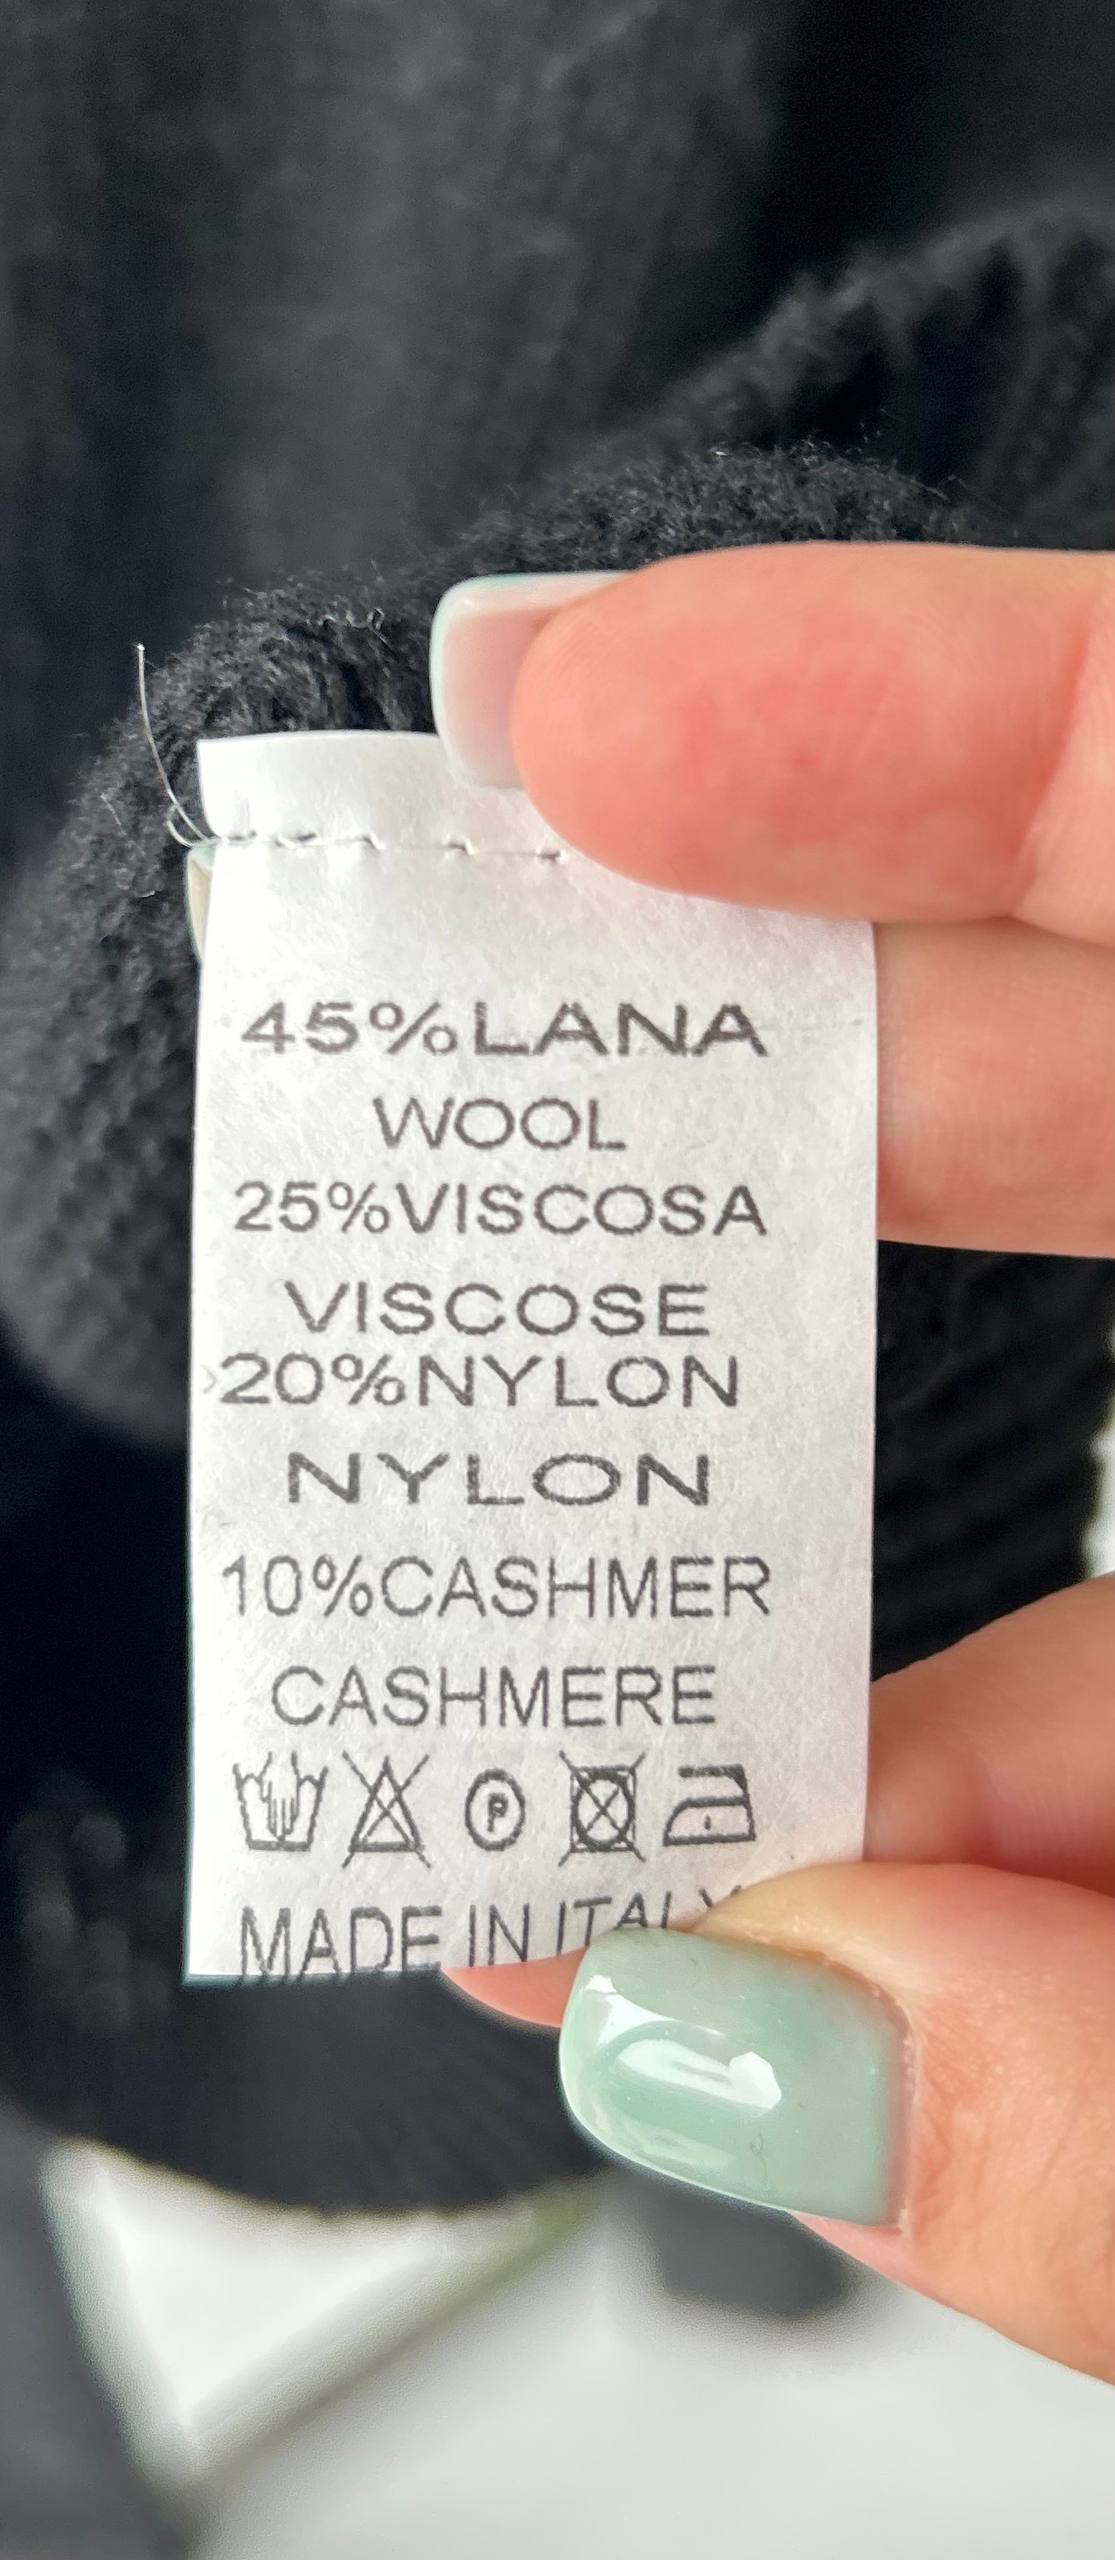 45%LANA
WOOL
25%VISCOSA
VISCOSE
20%NYLON
NYLON
10%CASHMER
CASHMERE
P
MADE IN ITALY